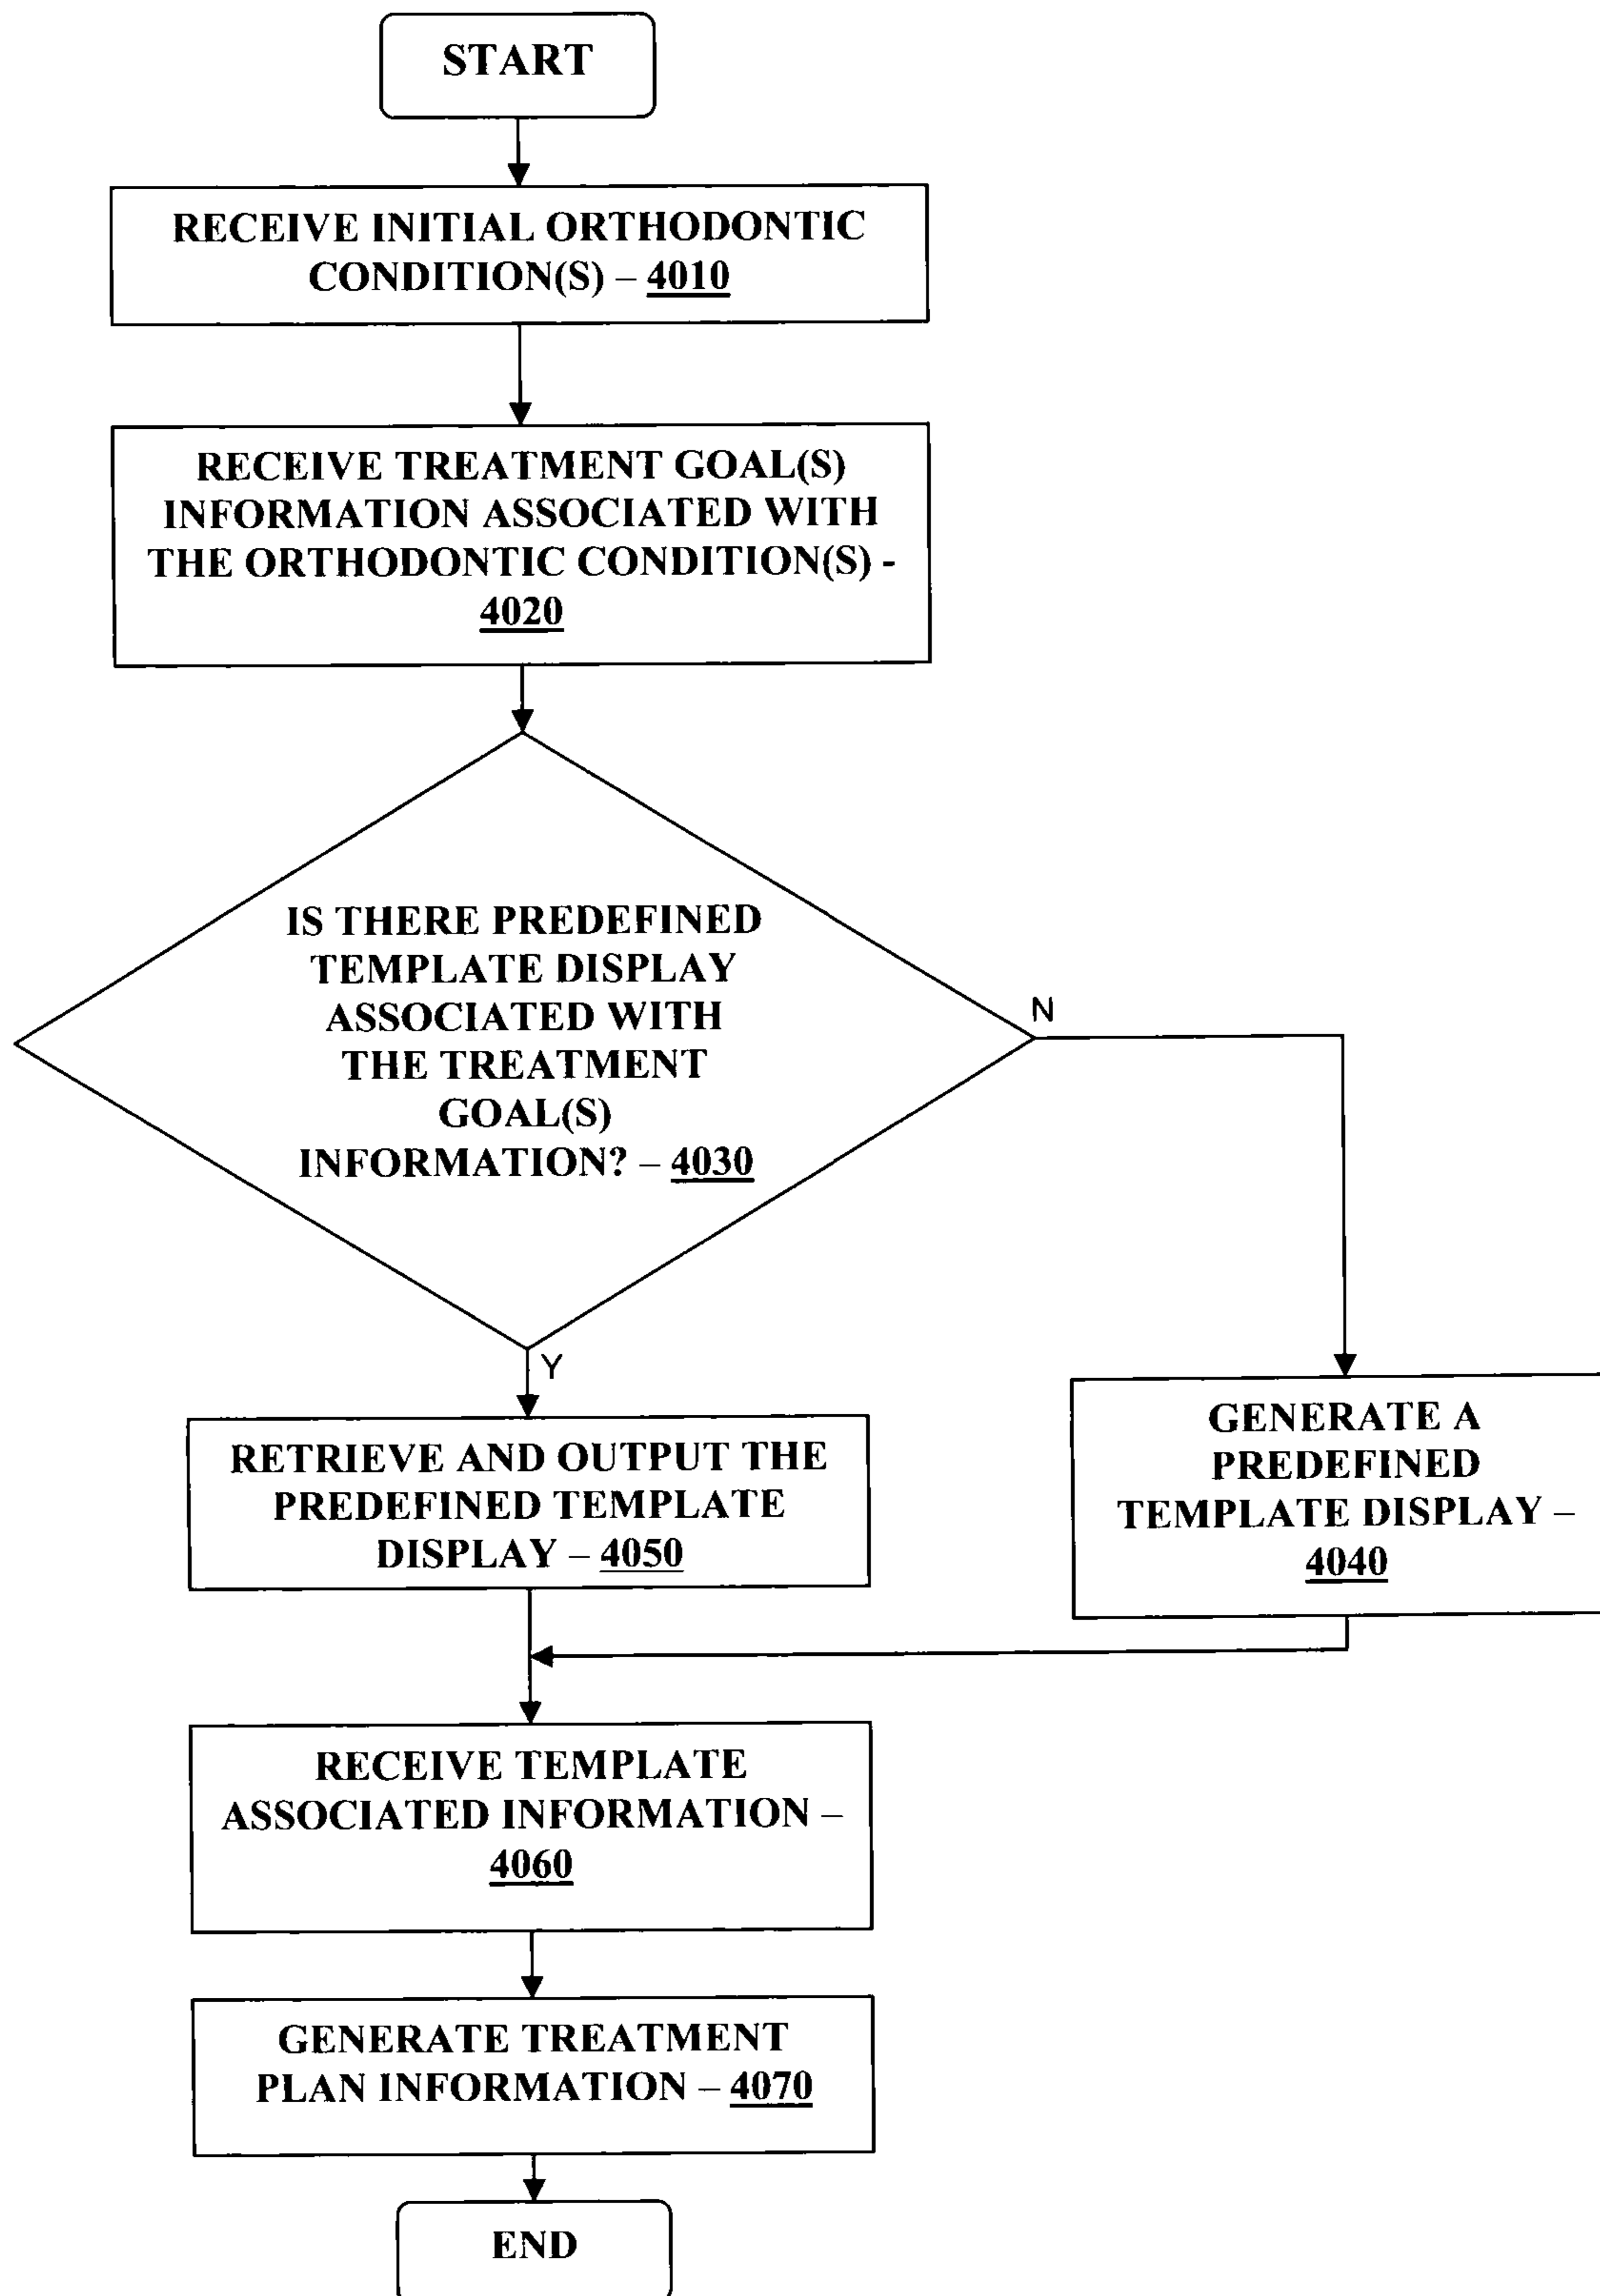 START
RECEIVE INITIAL ORTHODONTIC
CONDITION(S) – 4010
RECEIVE TREATMENT GOAL(S)
INFORMATION ASSOCIATED WITH
THE ORTHODONTIC CONDITION(S) -
4020
IS THERE PREDEFINED
TEMPLATE DISPLAY
ASSOCIATED WITH
THE TREATMENT
GOAL(S)
INFORMATION? – 4030
N
Y
RETRIEVE AND OUTPUT THE
PREDEFINED TEMPLATE
DISPLAY – 4050
GENERATE A
PREDEFINED
TEMPLATE DISPLAY –
4040
RECEIVE TEMPLATE
ASSOCIATED INFORMATION –
4060
GENERATE TREATMENT
PLAN INFORMATION – 4070
END